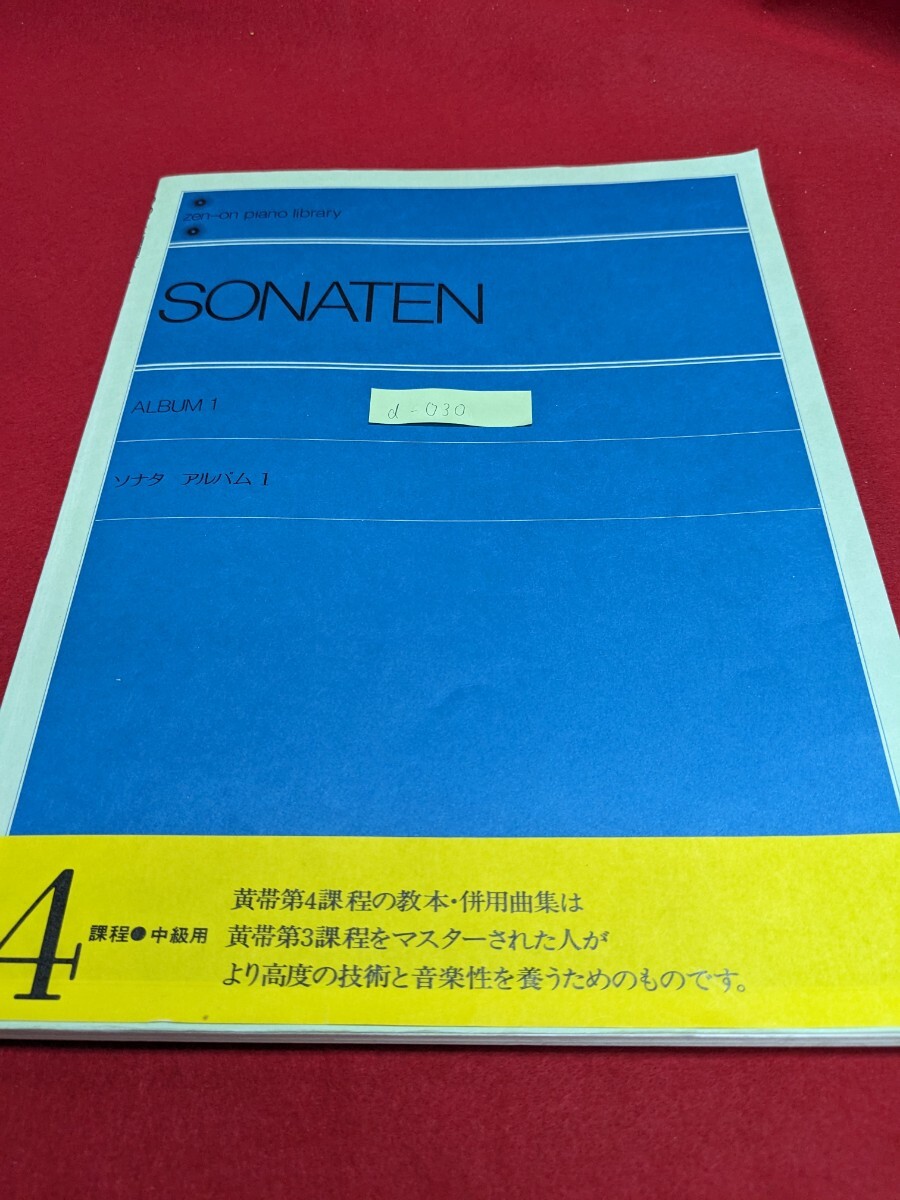 zen-on piano library
SONATEN
ALBUM 1
d-030
ソナタ アルバム 1
4
課程●中級用
黄帯第4課程の教本・併用曲集は
黄帯第3課程をマスターされた人が
より高度の技術と音楽性を養うためのものです。